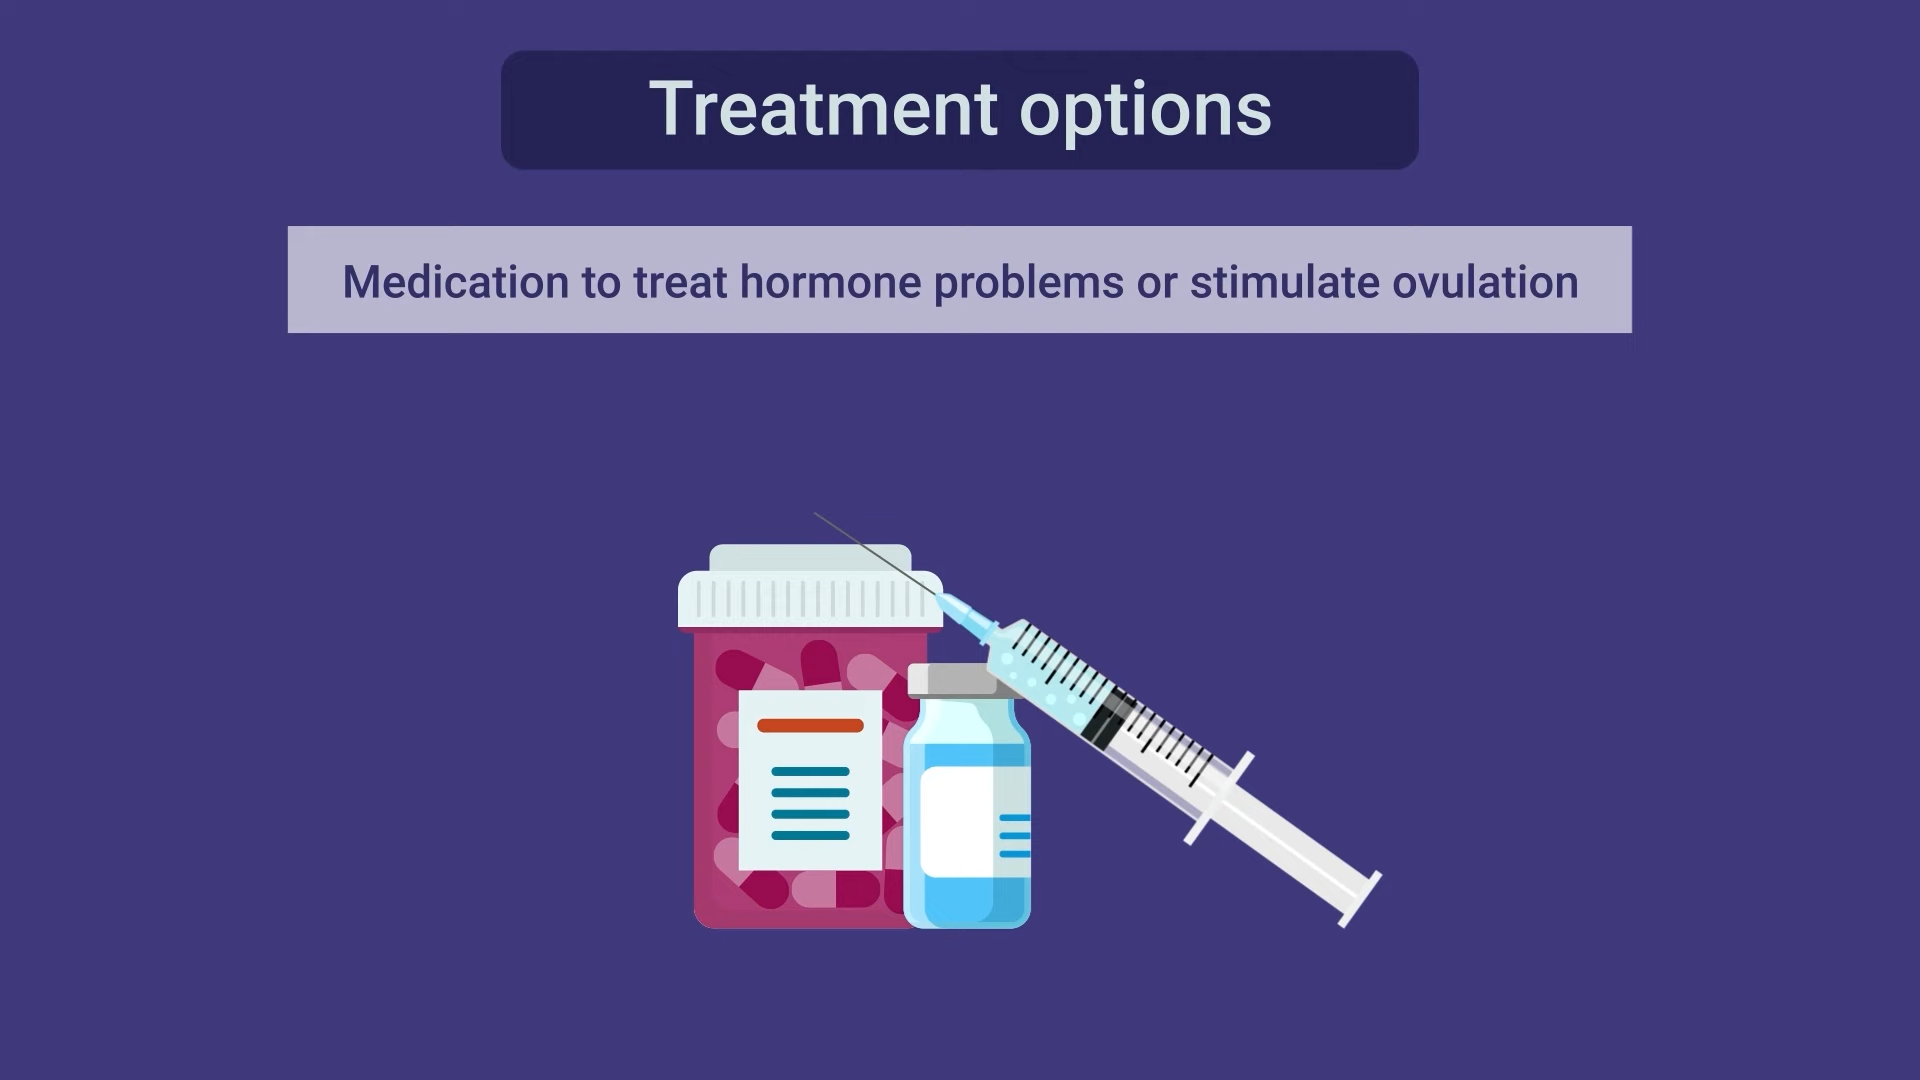 Treatment options
Medication to treat hormone problems or stimulate ovulation